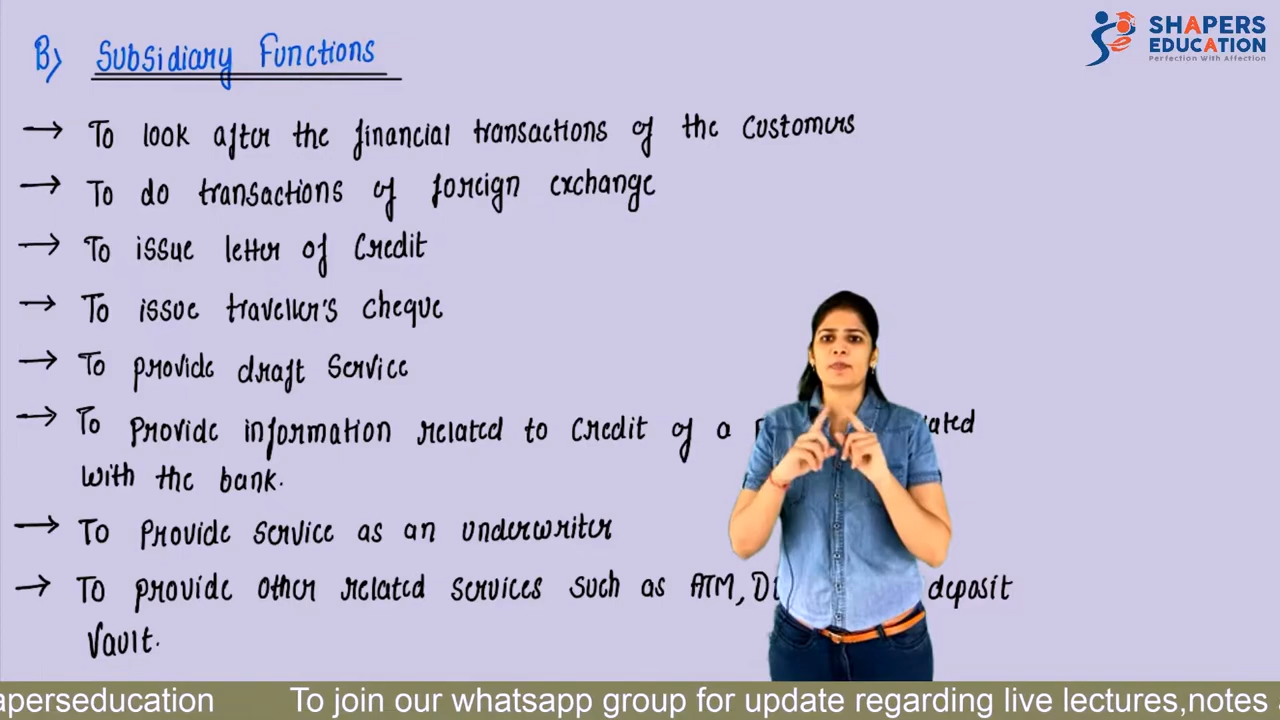 SHAPERS
EDUCATION
Perfection With Affection
B) Subsidiary Functions
→ To look after the financial transactions of the customers
→ To do transactions of foreign exchange
→ To issue letter of Credit
→ To issue traveller's cheque
→ To provide draft Service
→ To Provide information related to Credit of a
with the bank.
→ To Provide service as an underwriter
→ To provide other related services such as ATM, deposit
Vault.
aperseducation To join our whatsapp group for update regarding live lectures,notes